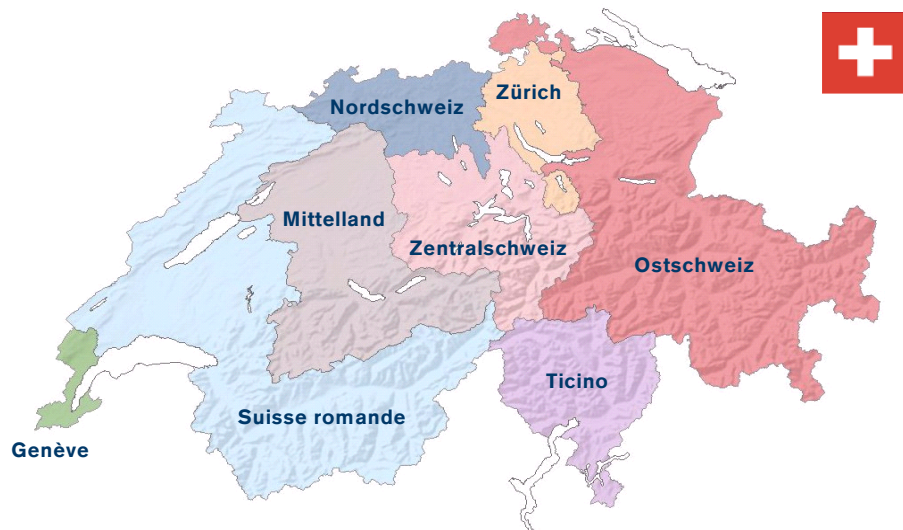 Zürich
Nordschweiz
Mittelland
Zentralschweiz
Ostschweiz
Ticino
Suisse romande
Genève